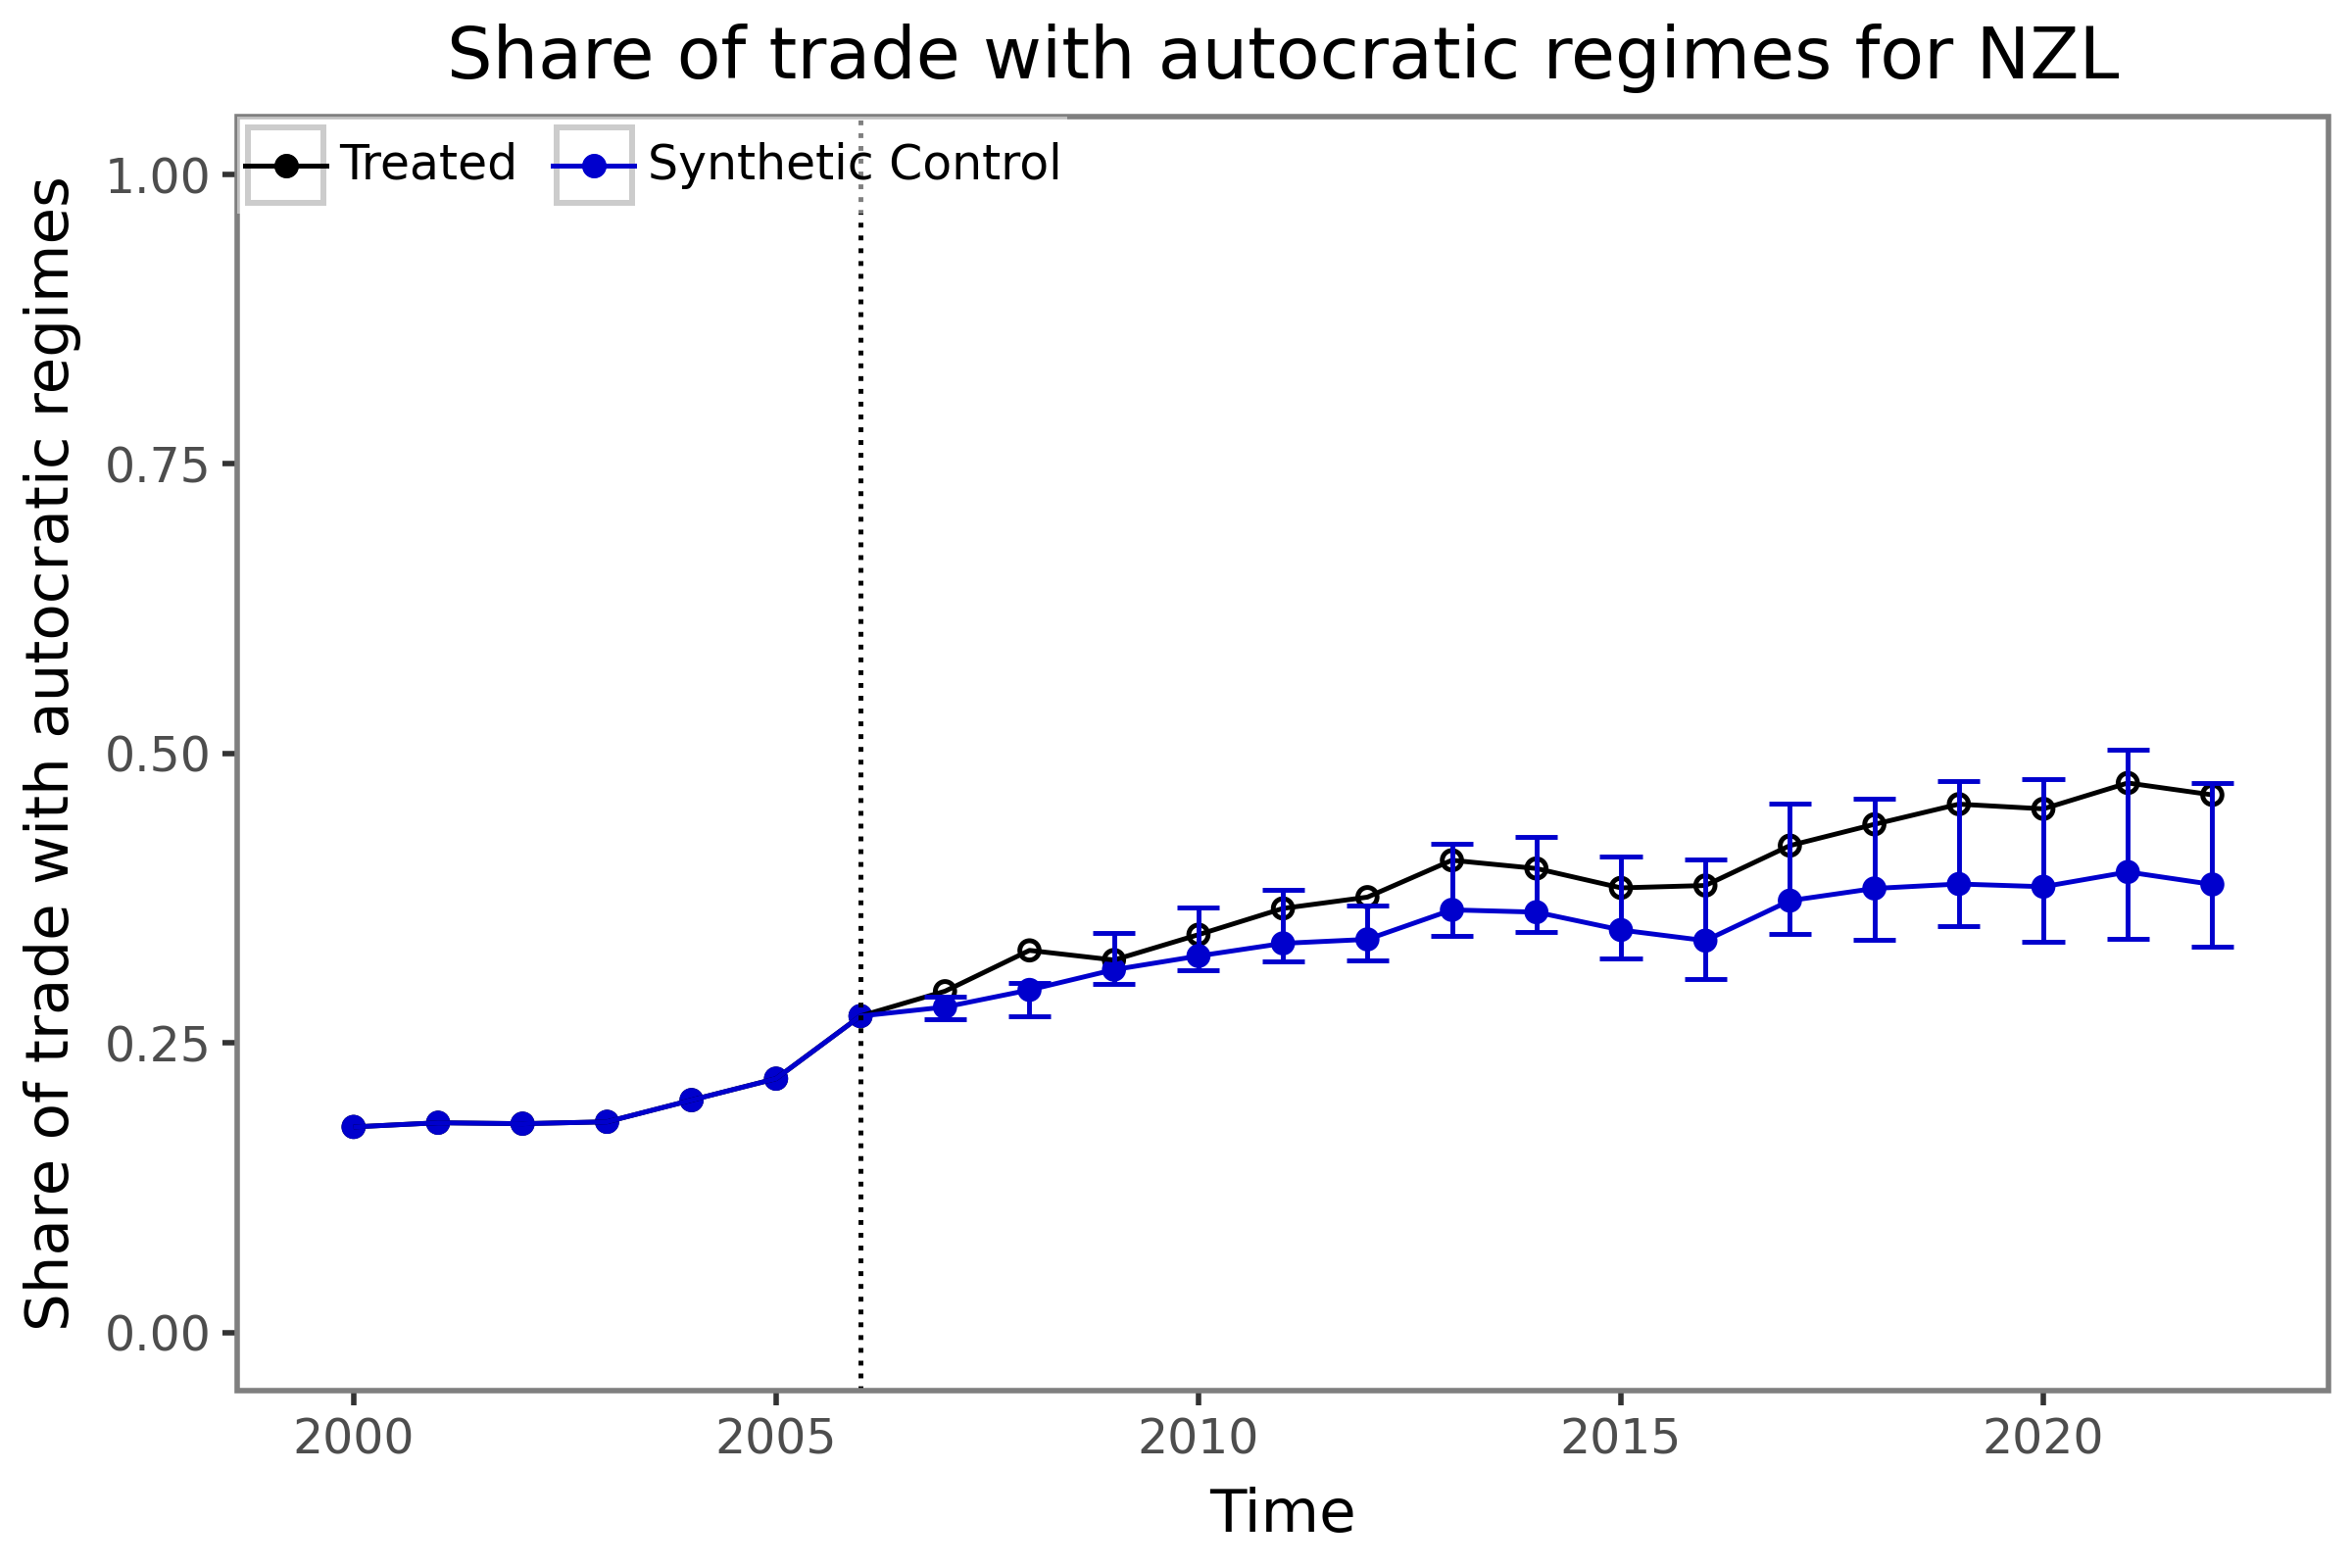 Share of trade with autocratic regimes for NZL
Treated
Synthetic Control
Share of trade with autocratic regimes
1.00
0.75
0.50
0.25
0.00
2000
2005
2010
2015
2020
Time